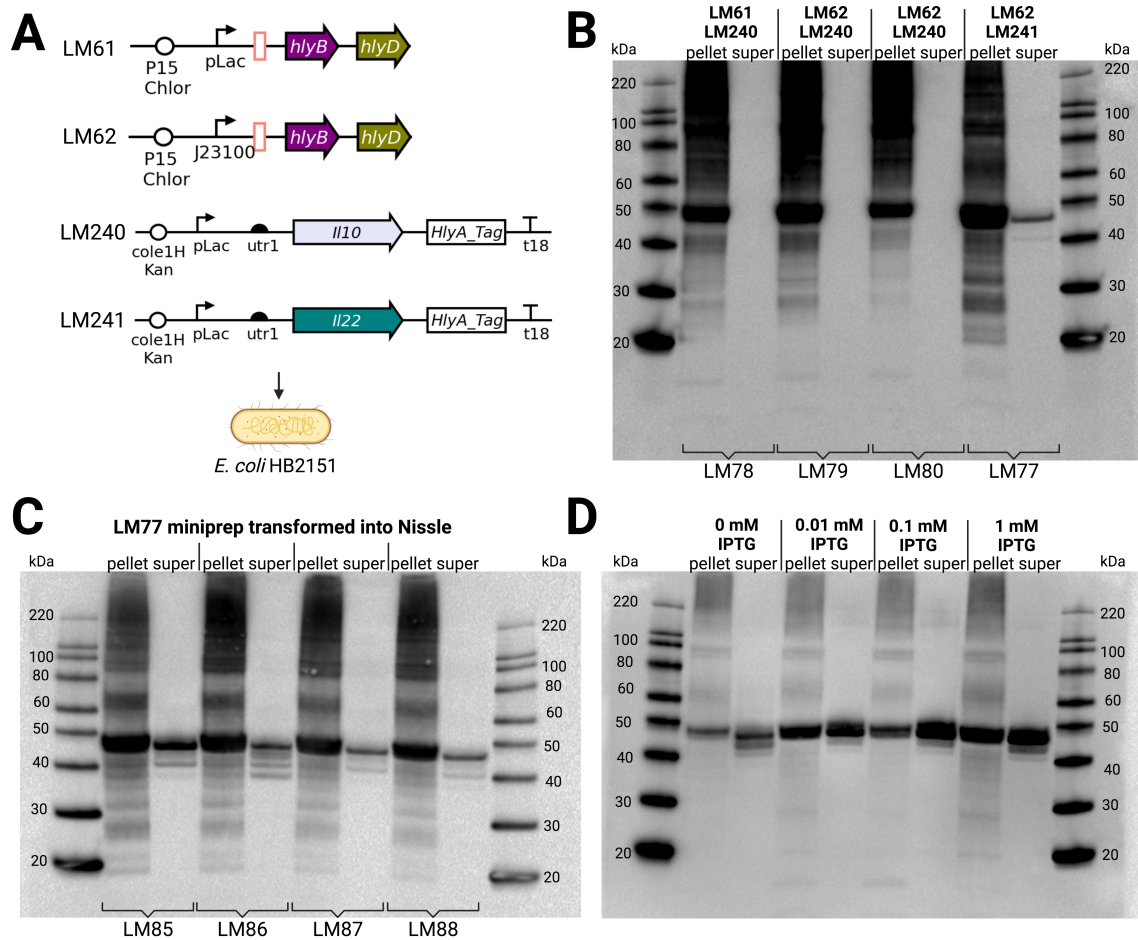 A
LM61
P15
Chlor
pLac
hlyB
hlyD
LM62
P15
Chlor
J23100
hlyB
hlyD
LM240
cole1H
Kan
pLac
utr1
Il10
HlyA_Tag
t18
LM241
cole1H
Kan
pLac
utr1
Il22
HlyA_Tag
t18
E. coli HB2151
B
LM61 LM62 LM62 LM62
LM240 LM240 LM240 LM241
kDa pellet super pellet super pellet super pellet super kDa
220 220
100 100
80 80
60 60
50 50
40 40
30 30
20 20
LM78 LM79 LM80 LM77
C
LM77 miniprep transformed into Nissle
kDa pellet super pellet super pellet super pellet super kDa
220 220
100 100
80 80
60 60
50 50
40 40
30 30
20 20
LM85 LM86 LM87 LM88
D
0 mM 0.01 mM 0.1 mM 1 mM
IPTG IPTG IPTG IPTG
kDa pellet super pellet super pellet super pellet super kDa
220 220
100 100
80 80
60 60
50 50
40 40
30 30
20 20